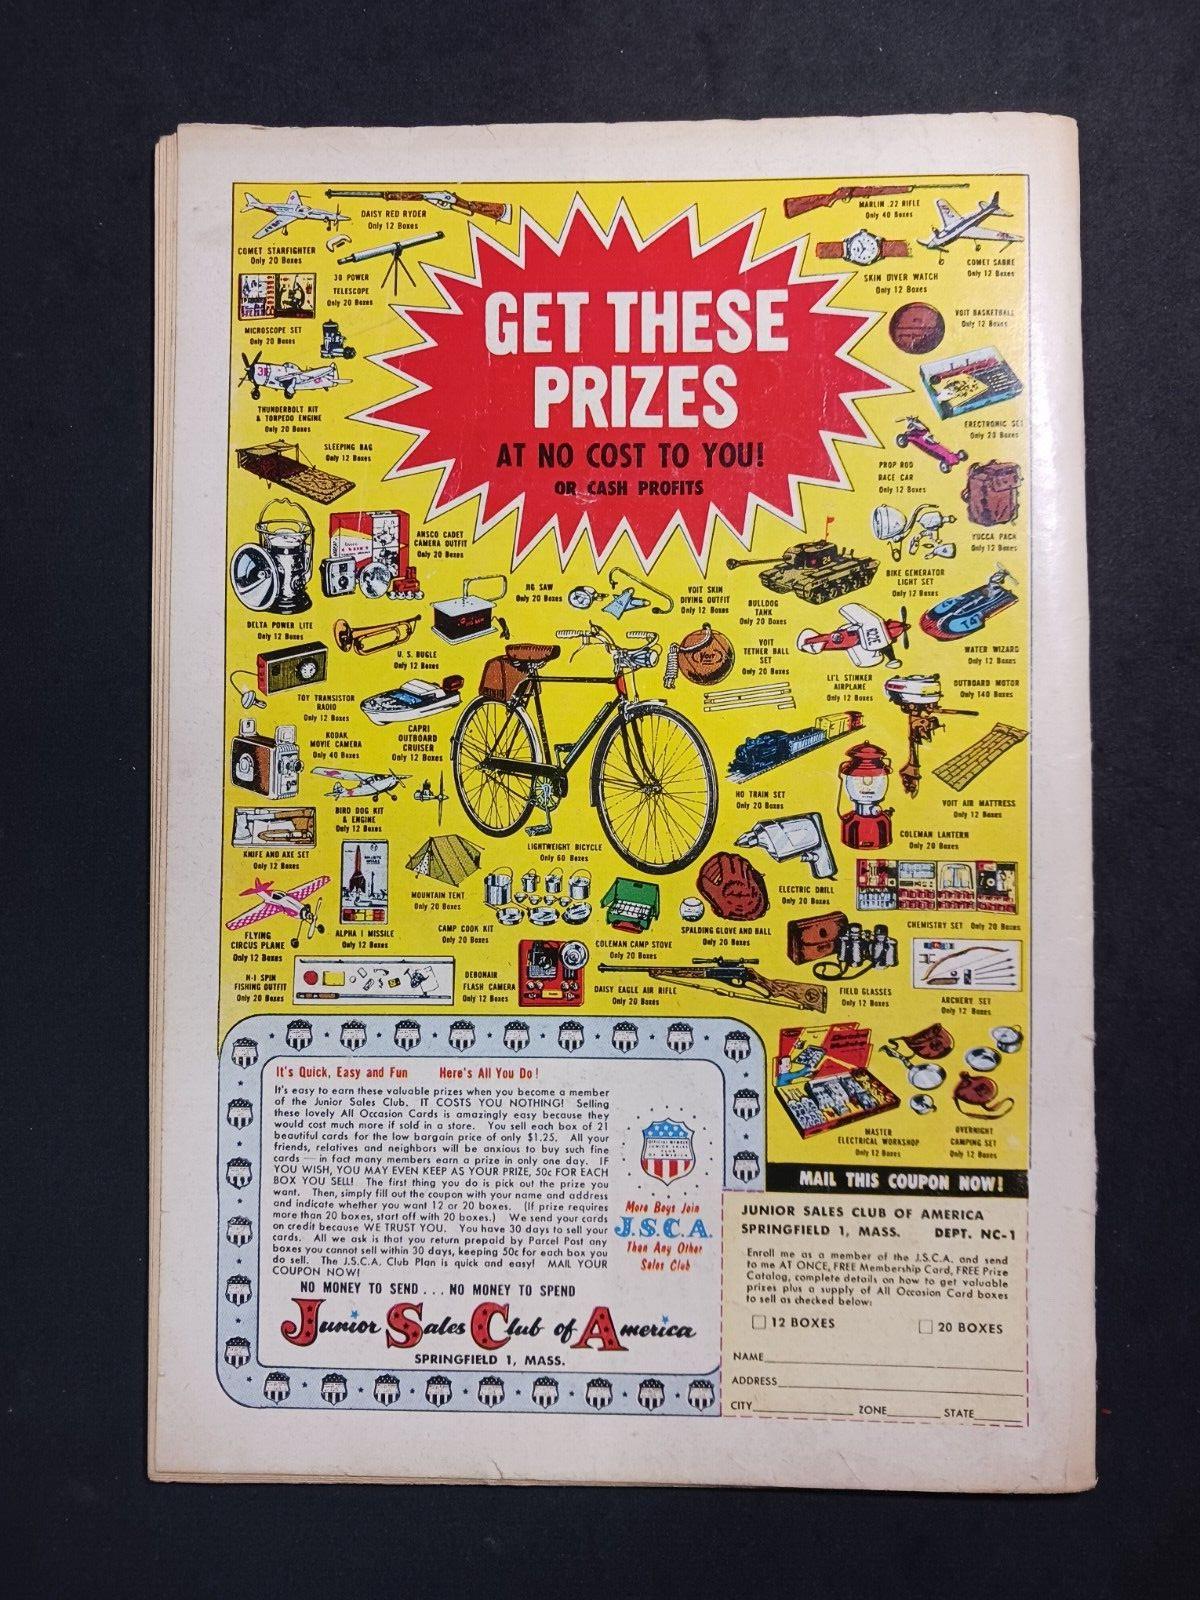 DAISY RED RYDER
Only 12 Boxes
MARLIN .22 RIFLE
Only 40 Boxes
COMET STARFIGHTER
Only 20 Boxes
30 POWER
TELESCOPE
Only 20 Boxes
COMET SABRE
Only 12 Boxes
SKIN DIVER WATCH
Only 12 Boxes
GET THESE
PRIZES
AT NO COST TO YOU!
OR CASH PROFITS
MICROSCOPE SET
Only 20 Boxes
VOIT BASKETBALL
Only 12 Boxes
THUNDERBOLT KIT
& TORPEDO ENGINE
Only 20 Boxes
ERECTRONIC SET
Only 20 Boxes
SLEEPING BAG
Only 12 Boxes
PROP ROD
RACE CAR
Only 12 Boxes
ANSCO CADET
CAMERA OUTFIT
Only 20 Boxes
YUCCA PACK
Only 12 Boxes
JIG SAW
Only 20 Boxes
VOIT SKIN
DIVING OUTFIT
Only 12 Boxes
BULLDOG
TANK
Only 20 Boxes
BIKE GENERATOR
LIGHT SET
Only 12 Boxes
DELTA POWER LITE
Only 12 Boxes
U. S. BUGLE
Only 12 Boxes
Voit
VOIT
TETHER BALL
SET
Only 20 Boxes
WATER WIZARD
Only 12 Boxes
TOY TRANSISTOR
RADIO
Only 12 Boxes
LI'L STINKER
AIRPLANE
Only 12 Boxes
OUTBOARD MOTOR
Only 140 Boxes
KODAK
MOVIE CAMERA
Only 40 Boxes
CAPRI
OUTBOARD
CRUISER
Only 12 Boxes
HO TRAIN SET
Only 20 Boxes
VOIT AIR MATTRESS
Only 12 Boxes
BIRD DOG KIT
& ENGINE
Only 12 Boxes
COLEMAN LANTERN
Only 20 Boxes
KNIFE AND AXE SET
Only 12 Boxes
LIGHTWEIGHT BICYCLE
Only 60 Boxes
MOUNTAIN TENT
Only 20 Boxes
ELECTRIC DRILL
Only 20 Boxes
FLYING
CIRCUS PLANE
Only 12 Boxes
ALPHA I MISSILE
Only 12 Boxes
CAMP COOK KIT
Only 20 Boxes
COLEMAN CAMP STOVE
Only 20 Boxes
SPALDING GLOVE AND BALL
Only 20 Boxes
CHEMISTRY SET Only 20 Boxes
N-I SPIN
FISHING OUTFIT
Only 20 Boxes
DEBONAIR
FLASH CAMERA
Only 12 Boxes
DAISY EAGLE AIR RIFLE
Only 20 Boxes
FIELD GLASSES
Only 12 Boxes
ARCHERY SET
Only 12 Boxes
MASTER
ELECTRICAL WORKSHOP
Only 12 Boxes
OVERNIGHT
CAMPING SET
Only 12 Boxes
It's Quick, Easy and Fun Here's All You Do!
It's easy to earn these valuable prizes when you become a member
of the Junior Sales Club. IT COSTS YOU NOTHING! Selling
these lovely All Occasion Cards is amazingly easy because they
would cost much more if sold in a store. You sell each box of 21
beautiful cards for the low bargain price of only $1.25. All your
friends, relatives and neighbors will be anxious to buy such fine
cards — in fact many members earn a prize in only one day. IF
YOU WISH, YOU MAY EVEN KEEP AS YOUR PRIZE, 50c FOR EACH
BOX YOU SELL! The first thing you do is pick out the prize you
want. Then, simply fill out the coupon with your name and address
and indicate whether you want 12 or 20 boxes. (If prize requires
more than 20 boxes, start off with 20 boxes.) We send your cards
on credit because WE TRUST YOU. You have 30 days to sell your
cards. All we ask is that you return prepaid by Parcel Post any
boxes you cannot sell within 30 days, keeping 50c for each box you
do sell. The J.S.C.A. Club Plan is quick and easy! MAIL YOUR
COUPON NOW!
OFFICIAL MEMBER
JUNIOR SALES
CLUB
OF AMERICA
More Boys Join
J.S.C.A.
Than Any Other
Sales Club
NO MONEY TO SEND . . . NO MONEY TO SPEND
Junior Sales Club of America
SPRINGFIELD 1, MASS.
MAIL THIS COUPON NOW!
JUNIOR SALES CLUB OF AMERICA
SPRINGFIELD 1, MASS. DEPT. NC-1
Enroll me as a member of the J.S.C.A. and send
to me AT ONCE, FREE Membership Card, FREE Prize
Catalog, complete details on how to get valuable
prizes plus a supply of All Occasion Card boxes
to sell as checked below:
12 BOXES 20 BOXES
NAME
ADDRESS
CITY ZONE STATE